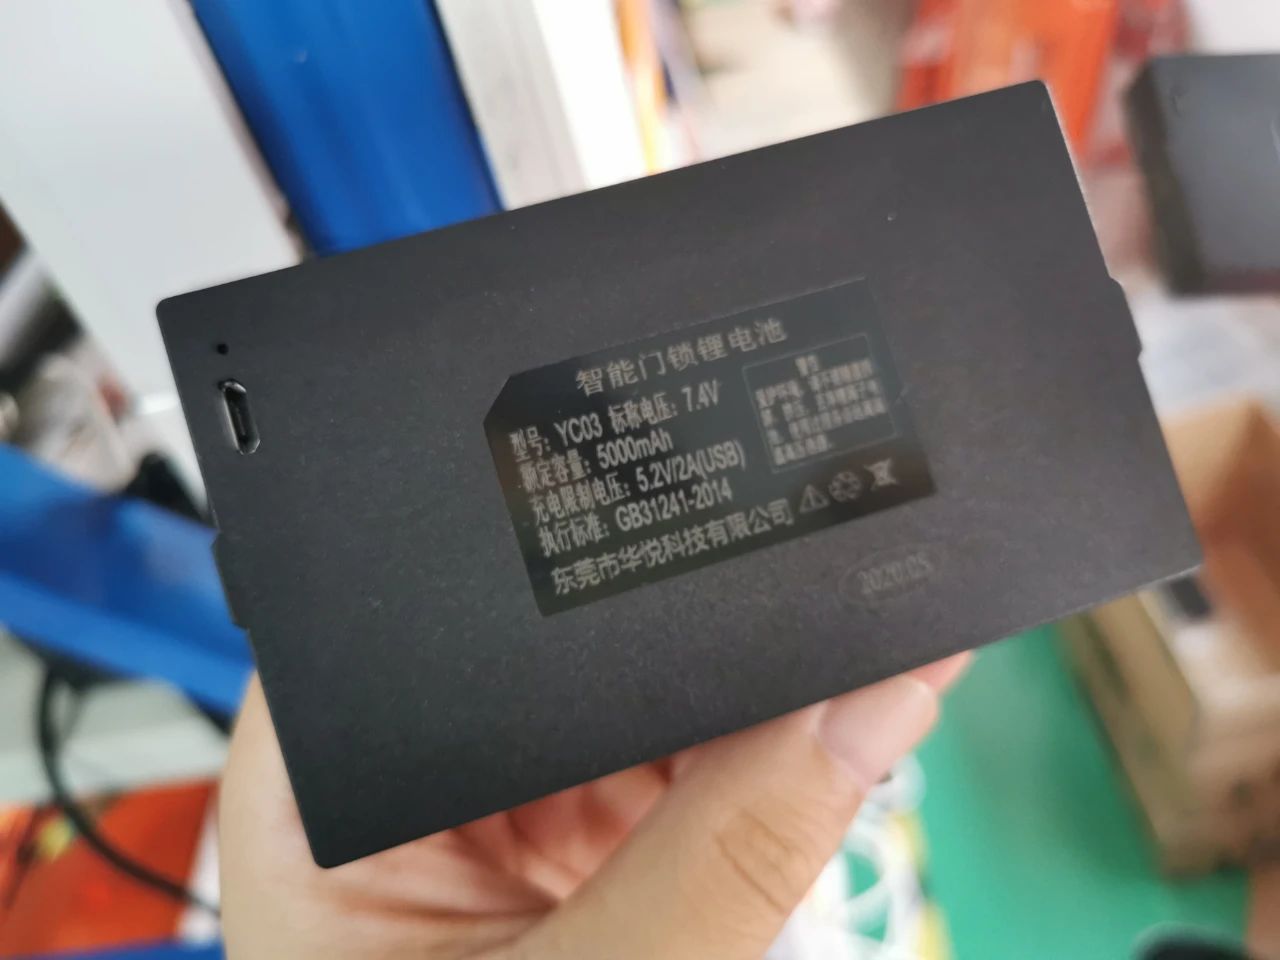 智能门锁锂电池
型号: YC03 标称电压: 7.4V
额定容量: 5000mAh
充电限制电压: 5.2V/2A(USB)
执行标准: GB31241-2014
东莞市华悦科技有限公司
警告
2020.05